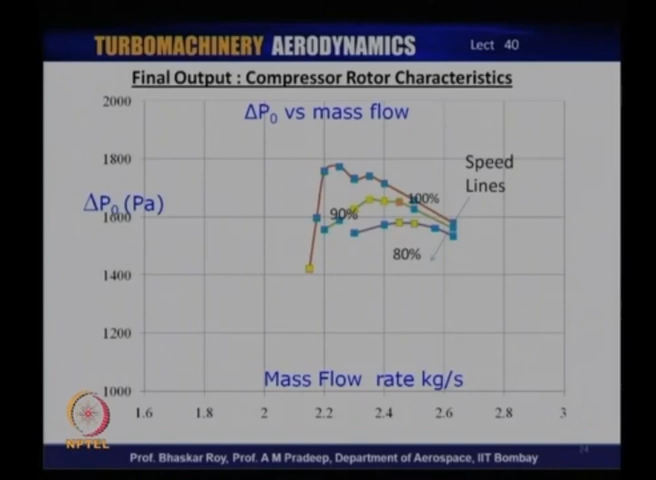 TURBOMACHINERY AERODYNAMICS Lect 40
Final Output : Compressor Rotor Characteristics
ΔP₀ vs mass flow
2000
1800
1600
1400
1200
1000
ΔP₀ (Pa)
Speed
Lines
100%
90%
80%
Mass Flow rate kg/s
1.6 1.8 2 2.2 2.4 2.6 2.8 3
NPTEL
24
Prof. Bhaskar Roy, Prof. A M Pradeep, Department of Aerospace, IIT Bombay